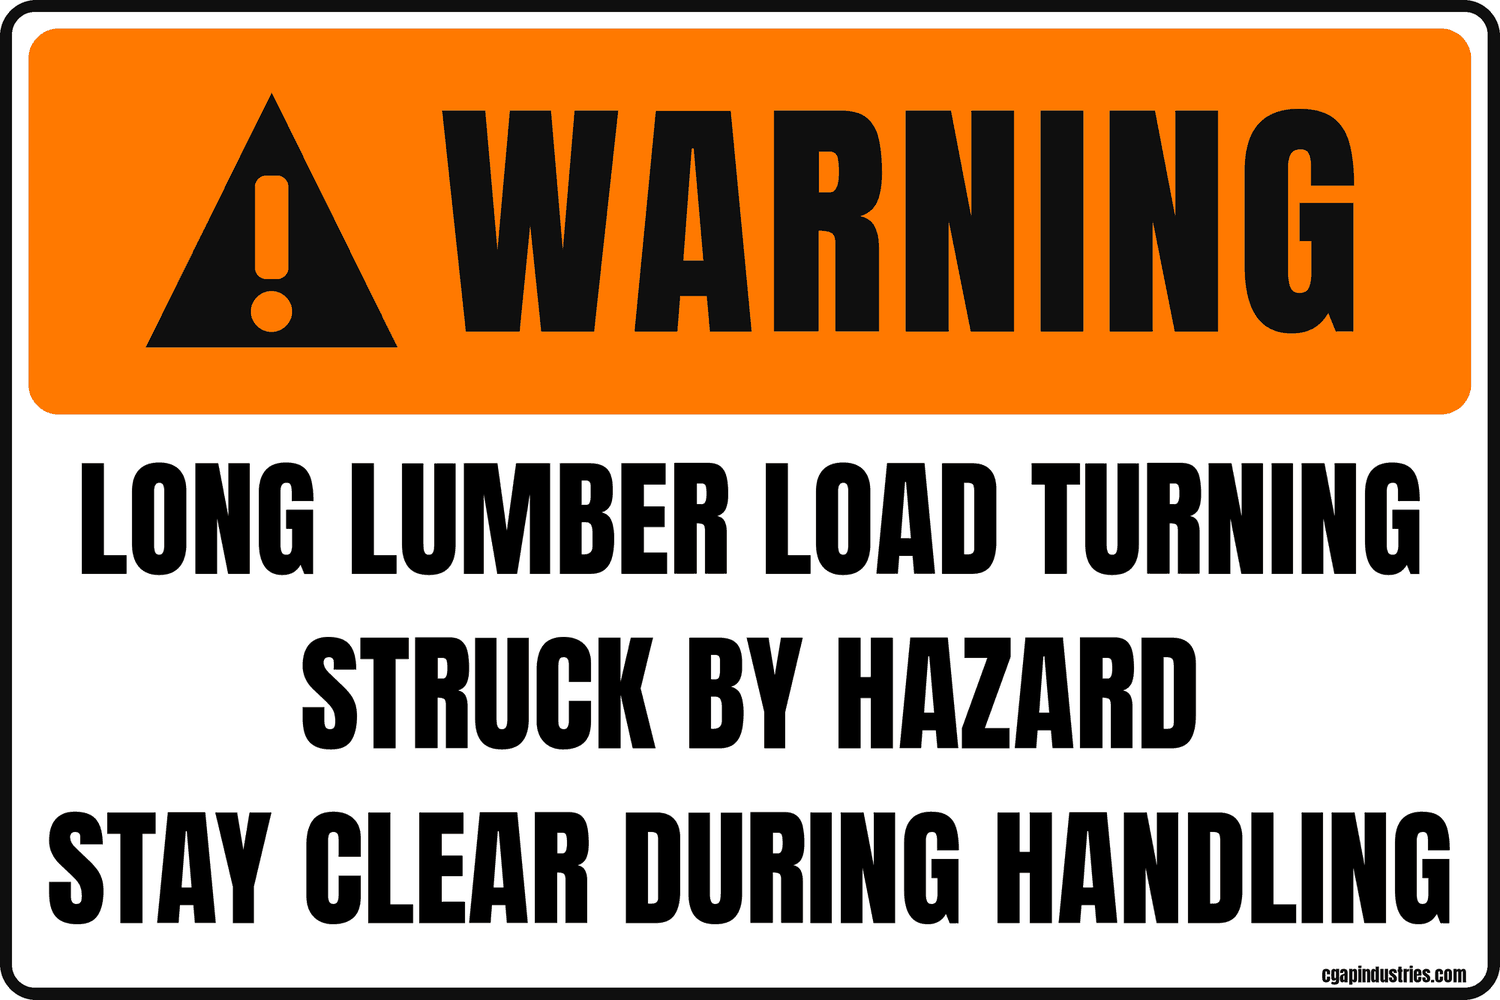 WARNING
LONG LUMBER LOAD TURNING
STRUCK BY HAZARD
STAY CLEAR DURING HANDLING
cgapindustries.com